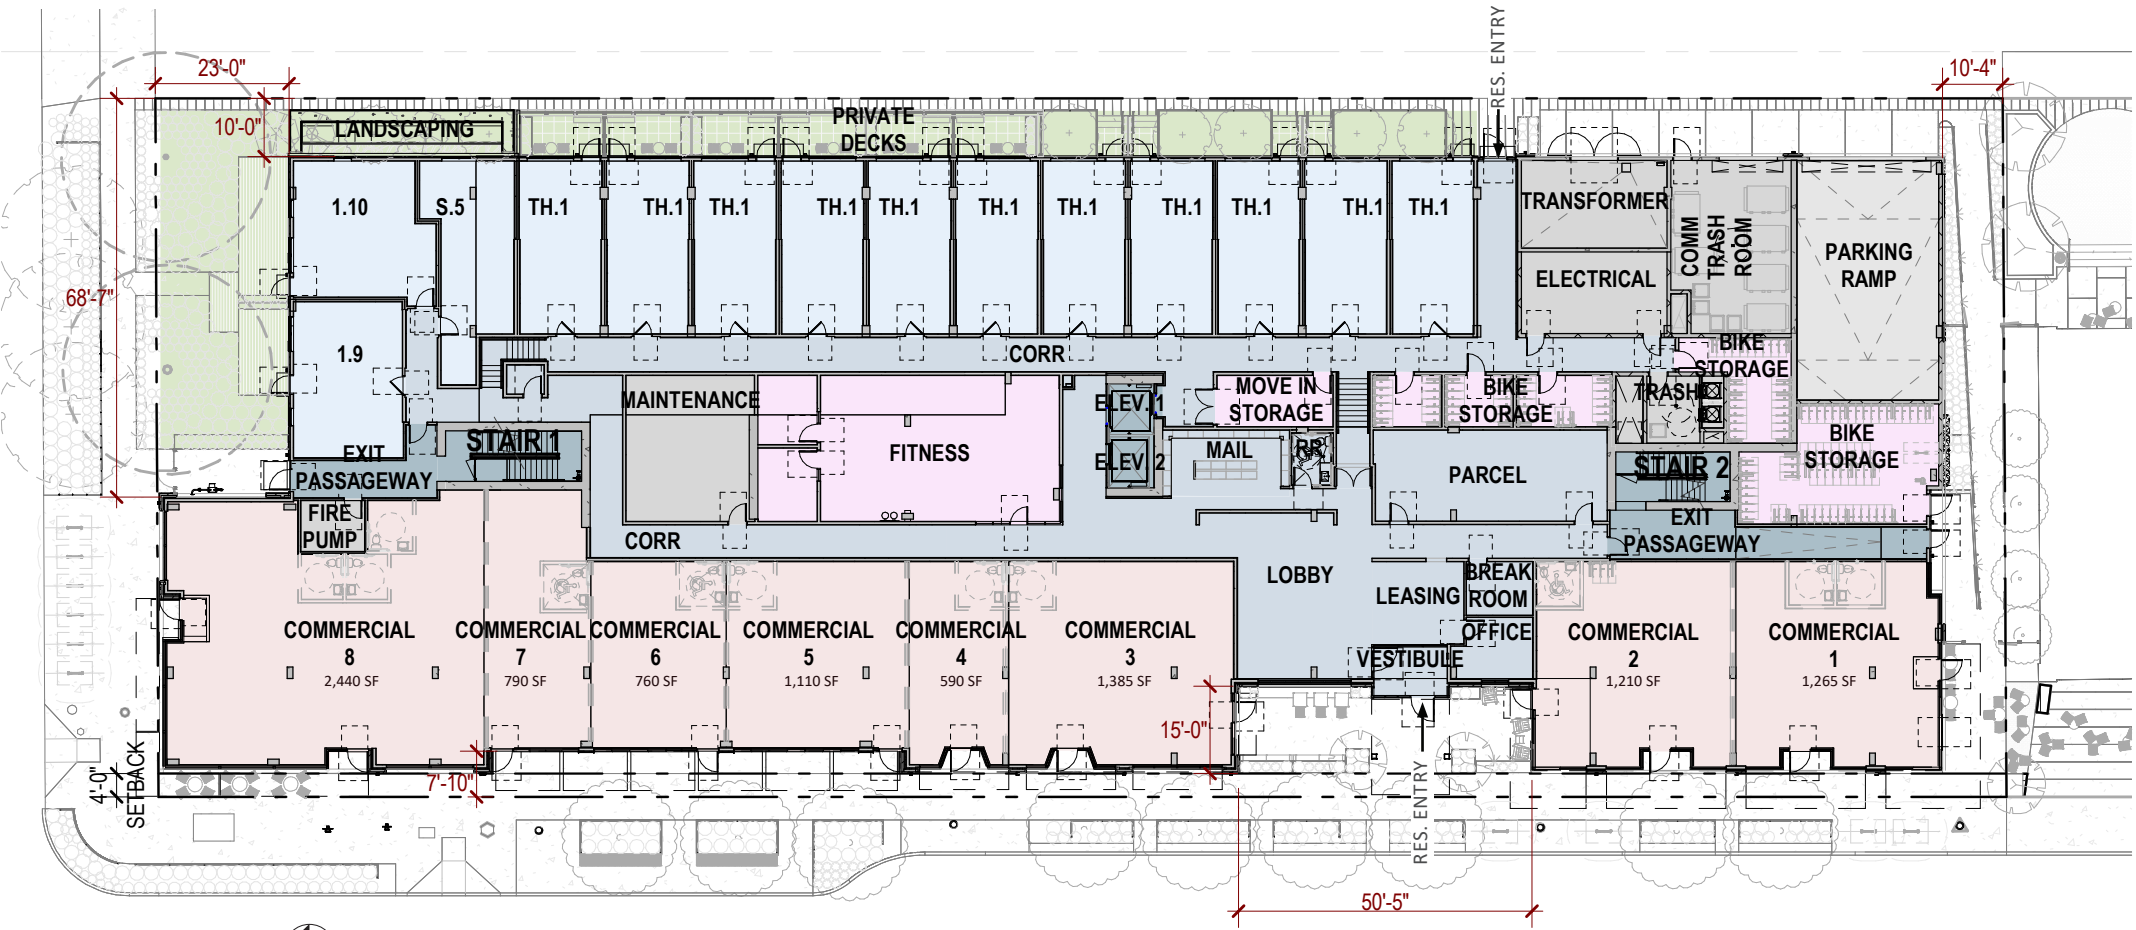 RES. ENTRY
23'-0"
10'-4"
10'-0"
LANDSCAPING
PRIVATE
DECKS
1.10
S.5
TH.1
TH.1
TH.1
TH.1
TH.1
TH.1
TH.1
TH.1
TH.1
TH.1
TH.1
TRANSFORMER
COMM
TRASH
ROOM
PARKING
RAMP
ELECTRICAL
68'-7"
1.9
CORR
BIKE
STORAGE
MAINTENANCE
ELEV. 1
MOVE IN
STORAGE
BIKE
STORAGE
TRASH
STAIR 1
FITNESS
ELEV. 2
MAIL
RR
PARCEL
STAIR 2
BIKE
STORAGE
EXIT
PASSAGEWAY
FIRE
PUMP
CORR
EXIT
PASSAGEWAY
LOBBY
LEASING
BREAK
ROOM
OFFICE
VESTIBULE
COMMERCIAL
8
2,440 SF
COMMERCIAL
7
790 SF
COMMERCIAL
6
760 SF
COMMERCIAL
5
1,110 SF
COMMERCIAL
4
590 SF
COMMERCIAL
3
1,385 SF
COMMERCIAL
2
1,210 SF
COMMERCIAL
1
1,265 SF
15'-0"
4'-0"
SETBACK
7'-10"
RES. ENTRY
50'-5"